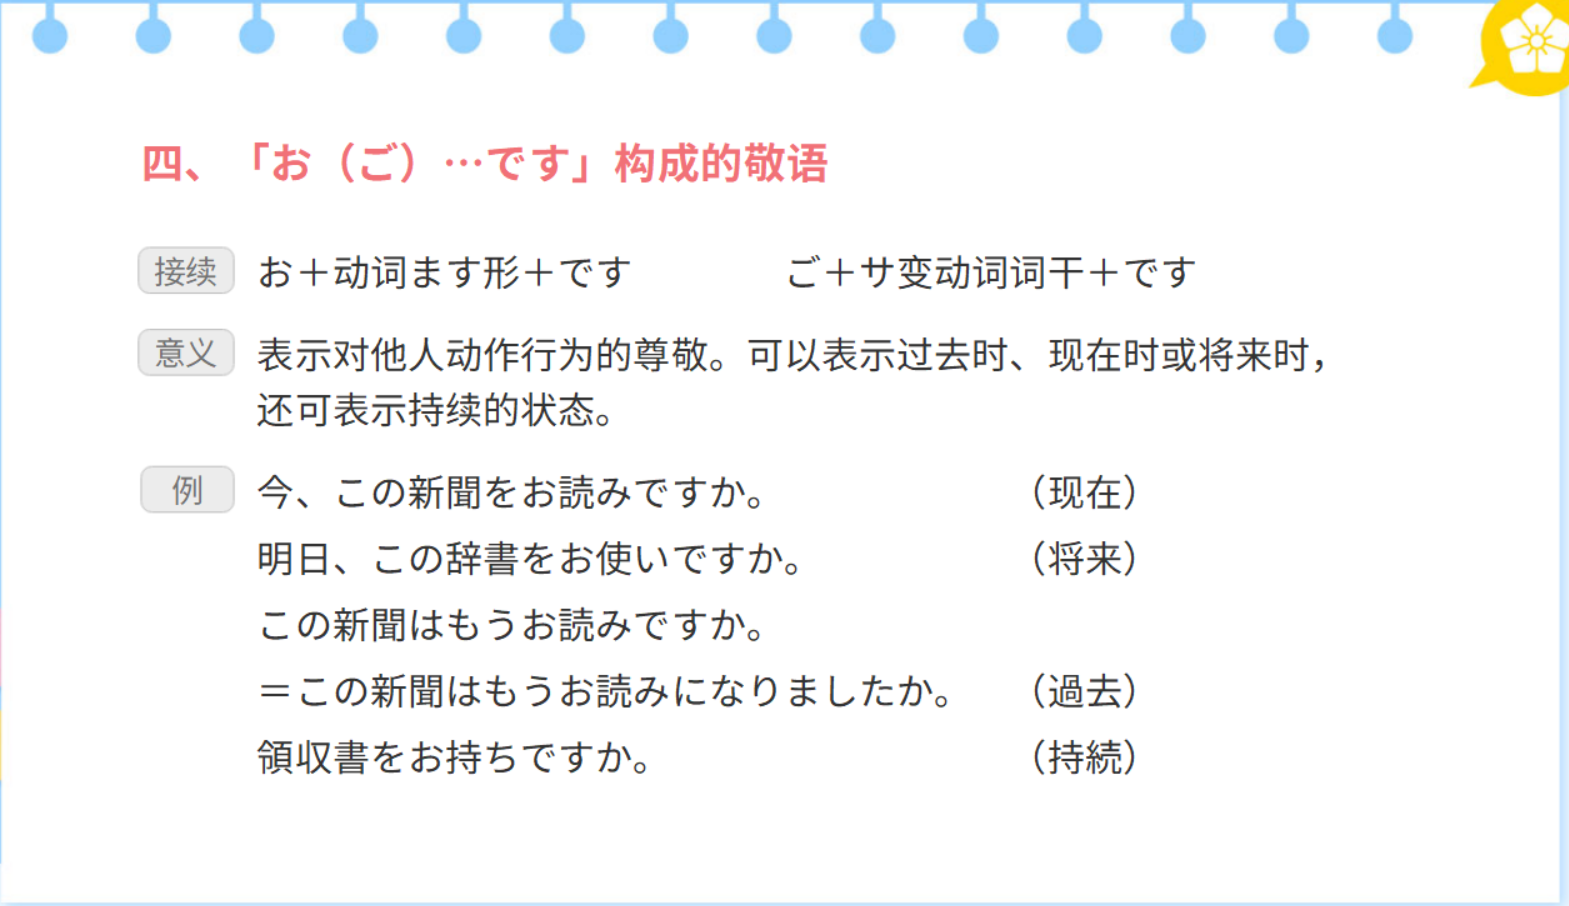 四、「お（ご）…です」构成的敬语
接续 お＋动词ます形＋です ご＋サ变动词词干＋です
意义 表示对他人动作行为的尊敬。可以表示过去时、现在时或将来时，
还可表示持续的状态。
例 今、この新聞をお読みですか。 （现在）
明日、この辞書をお使いですか。 （将来）
この新聞はもうお読みですか。
＝この新聞はもうお読みになりましたか。 （過去）
領収書をお持ちですか。 （持続）